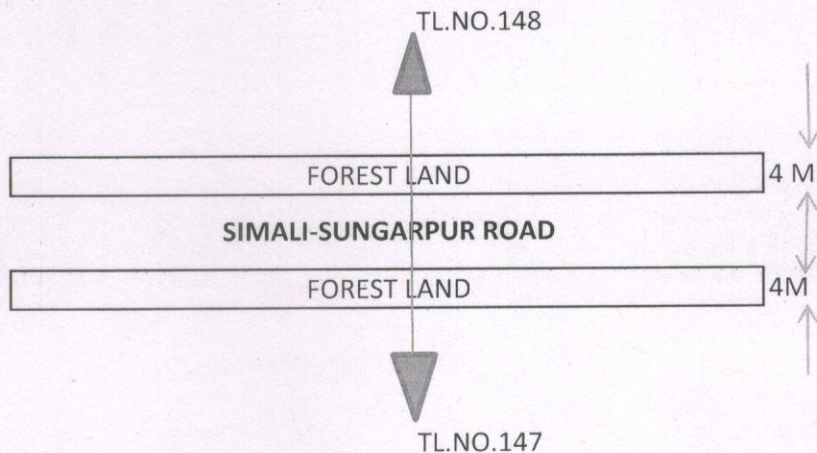 TL.NO.148
FOREST LAND
4 M
SIMALI-SUNGARPUR ROAD
FOREST LAND
4M
TL.NO.147